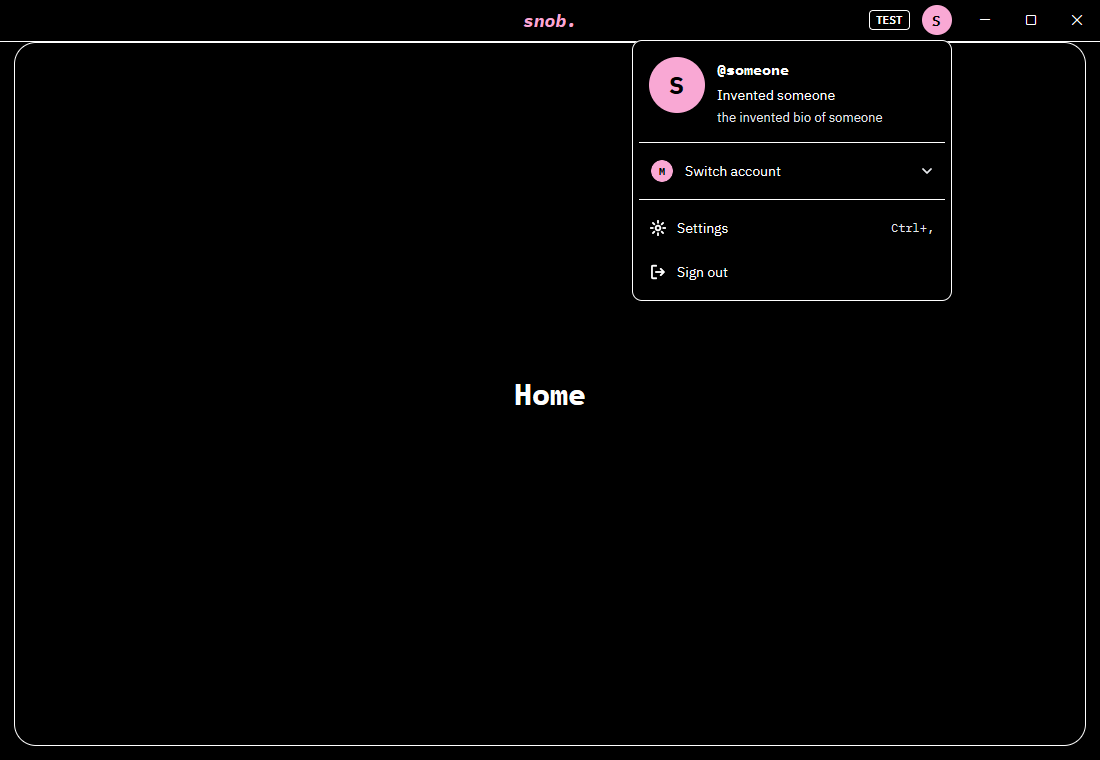 snob.
TEST
S
S
@someone
Invented someone
the invented bio of someone
M
Switch account
Settings
Ctrl+,
Sign out
Home